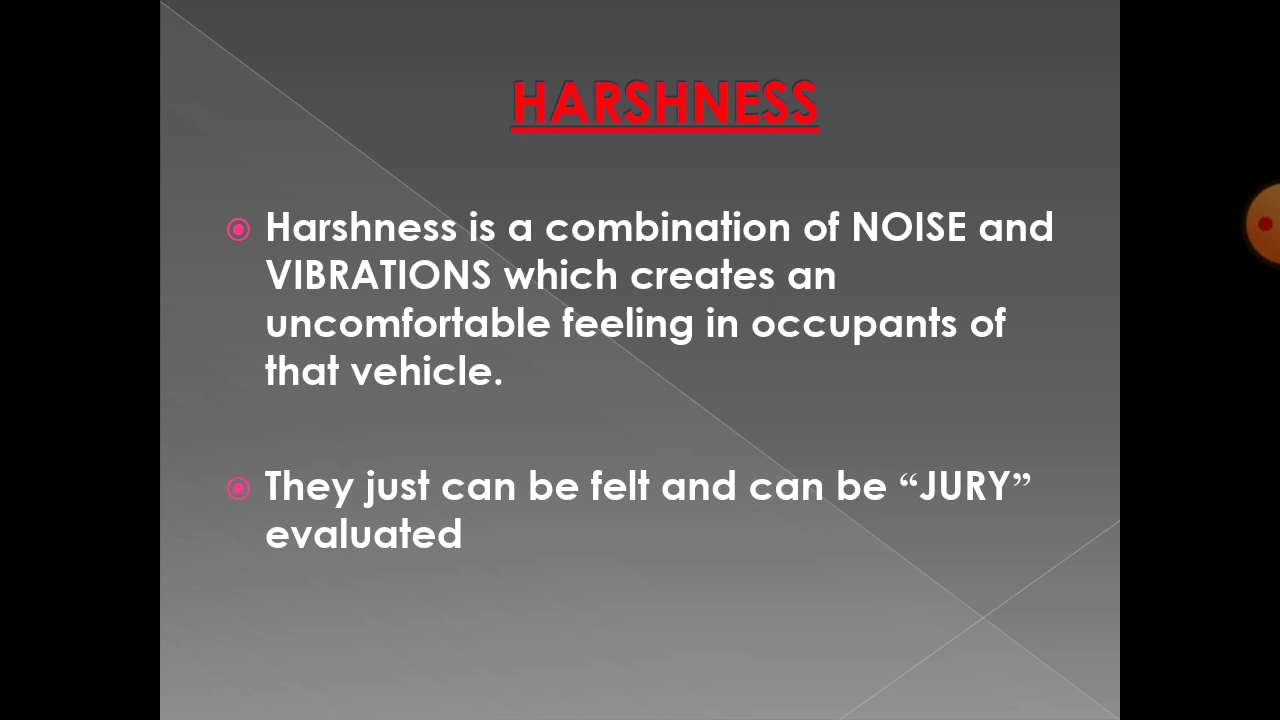 HARSHNESS
Harshness is a combination of NOISE and
VIBRATIONS which creates an
uncomfortable feeling in occupants of
that vehicle.
They just can be felt and can be “JURY”
evaluated